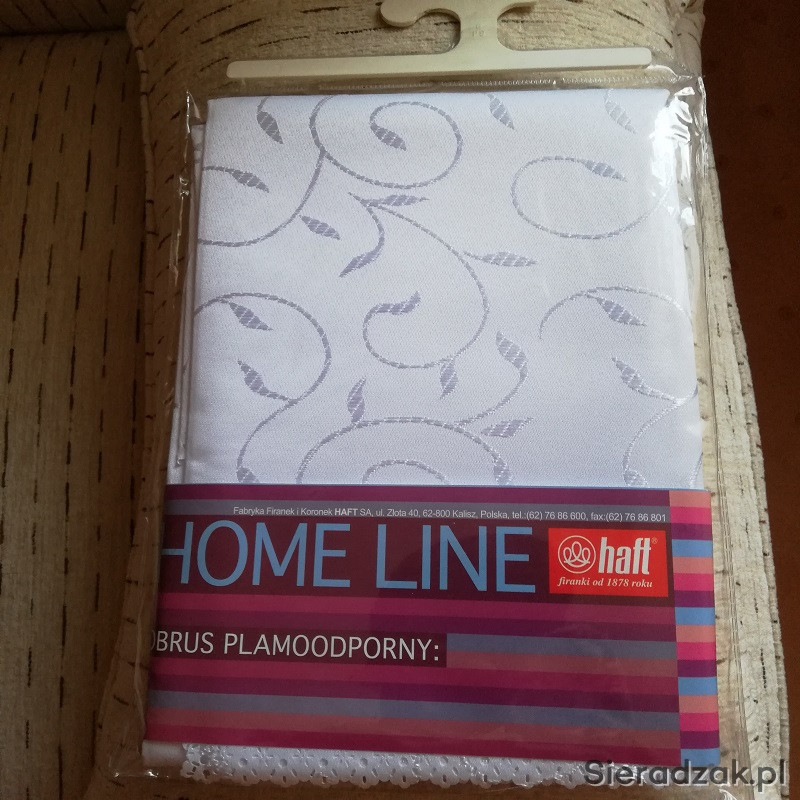 Fabryka Firanek i Koronek HAFT SA, ul. Złota 40, 62-800 Kalisz, Polska, tel.:(62) 76 86 600, fax:(62) 76 86 801
HOME LINE
haft®
firanki od 1878 roku
OBRUS PLAMOODPORNY:
Sieradzak.pl